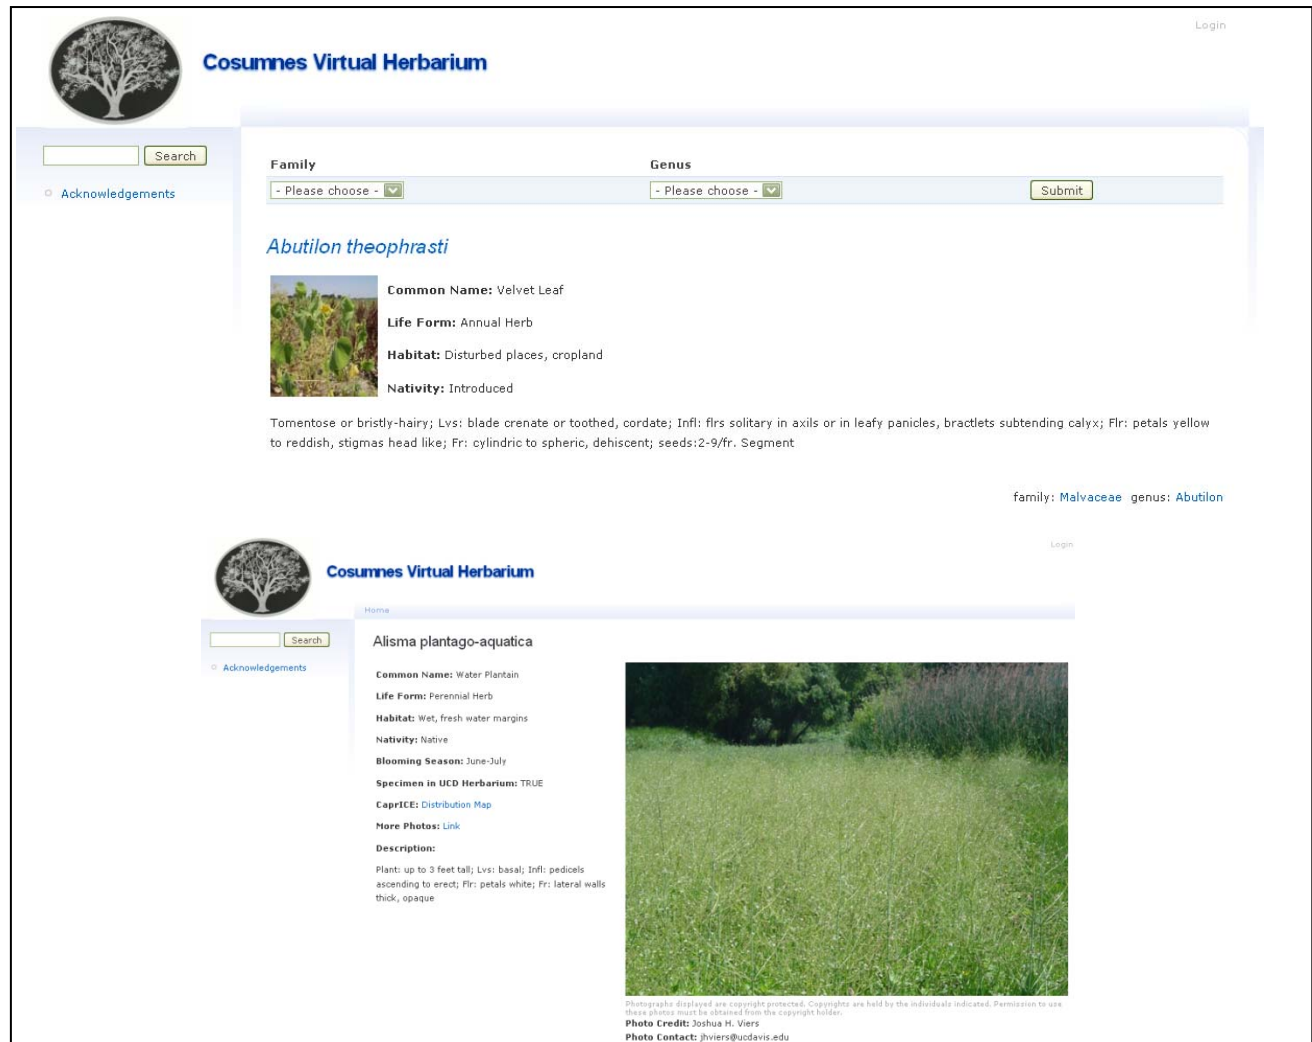 Login
Cosumnes Virtual Herbarium
Search
Acknowledgements
Family Genus
- Please choose - - Please choose - Submit
Abutilon theophrasti
Common Name: Velvet Leaf
Life Form: Annual Herb
Habitat: Disturbed places, cropland
Nativity: Introduced
Tomentose or bristly-hairy; Lvs: blade crenate or toothed, cordate; Infl: flrs solitary in axils or in leafy panicles, bractlets subtending calyx; Flr: petals yellow
to reddish, stigmas head like; Fr: cylindric to spheric, dehiscent; seeds:2-9/fr. Segment
family: Malvaceae genus: Abutilon
Login
Cosumnes Virtual Herbarium
Home
Search
Acknowledgements
Alisma plantago-aquatica
Common Name: Water Plantain
Life Form: Perennial Herb
Habitat: Wet, fresh water margins
Nativity: Native
Blooming Season: June-July
Specimen in UCD Herbarium: TRUE
CaprICE: Distribution Map
More Photos: Link
Description:
Plant: up to 3 feet tall; Lvs: basal; Infl: pedicels
ascending to erect; Flr: petals white; Fr: lateral walls
thick, opaque
Photographs displayed are copyright protected. Copyrights are held by the individuals indicated. Permission to use
these photos must be obtained from the copyright holder.
Photo Credit: Joshua H. Viers
Photo Contact: jhviers@ucdavis.edu